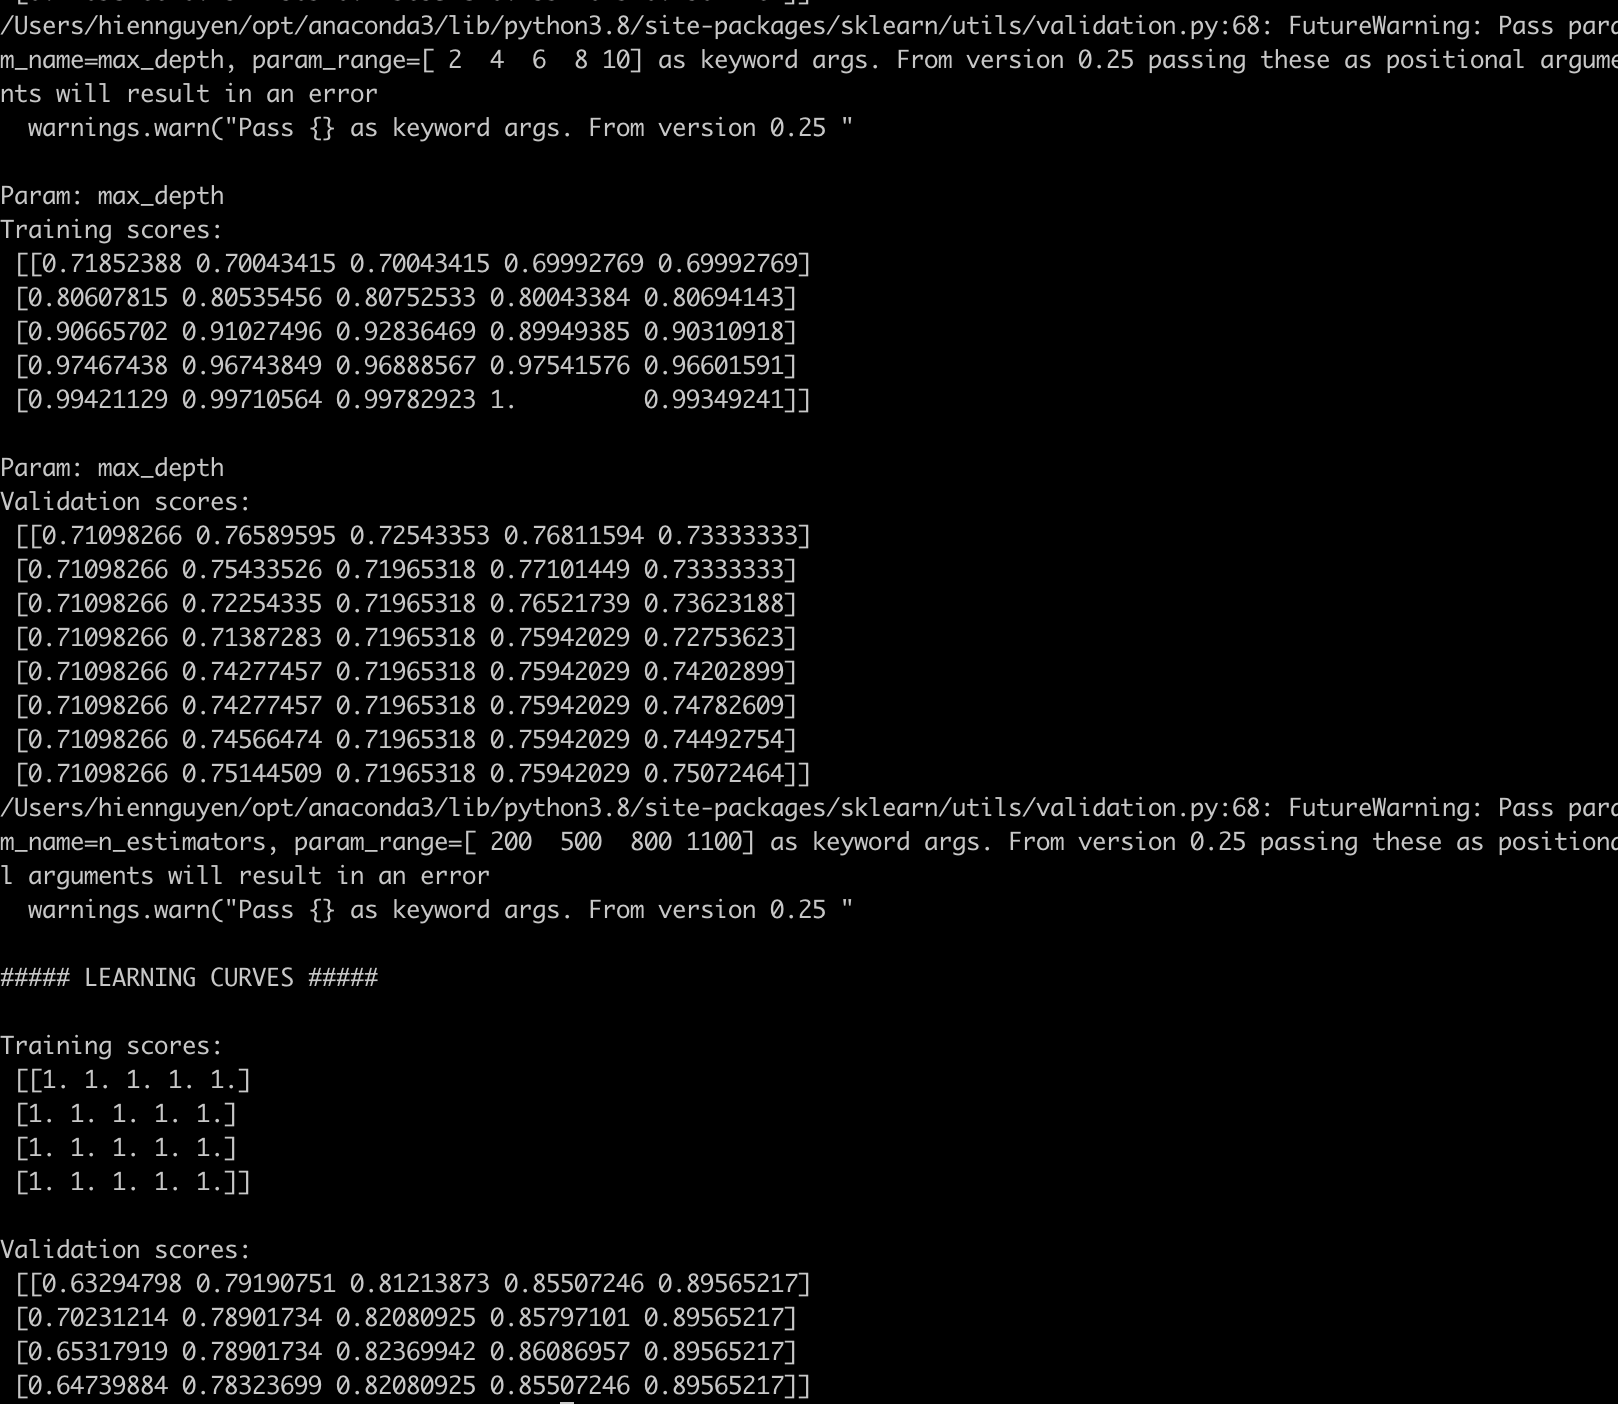 /Users/hiennguyen/opt/anaconda3/lib/python3.8/site-packages/sklearn/utils/validation.py:68: FutureWarning: Pass para
m_name=max_depth, param_range=[ 2  4  6  8 10] as keyword args. From version 0.25 passing these as positional argume
nts will result in an error
  warnings.warn("Pass {} as keyword args. From version 0.25 "
Param: max_depth
Training scores:
 [[0.71852388 0.70043415 0.70043415 0.69992769 0.69992769]
 [0.80607815 0.80535456 0.80752533 0.80043384 0.80694143]
 [0.90665702 0.91027496 0.92836469 0.89949385 0.90310918]
 [0.97467438 0.96743849 0.96888567 0.97541576 0.96601591]
 [0.99421129 0.99710564 0.99782923 1.         0.99349241]]
Param: max_depth
Validation scores:
 [[0.71098266 0.76589595 0.72543353 0.76811594 0.73333333]
 [0.71098266 0.75433526 0.71965318 0.77101449 0.73333333]
 [0.71098266 0.72254335 0.71965318 0.76521739 0.73623188]
 [0.71098266 0.71387283 0.71965318 0.75942029 0.72753623]
 [0.71098266 0.74277457 0.71965318 0.75942029 0.74202899]
 [0.71098266 0.74277457 0.71965318 0.75942029 0.74782609]
 [0.71098266 0.74566474 0.71965318 0.75942029 0.74492754]
 [0.71098266 0.75144509 0.71965318 0.75942029 0.75072464]]
/Users/hiennguyen/opt/anaconda3/lib/python3.8/site-packages/sklearn/utils/validation.py:68: FutureWarning: Pass para
m_name=n_estimators, param_range=[ 200  500  800 1100] as keyword args. From version 0.25 passing these as positiona
l arguments will result in an error
  warnings.warn("Pass {} as keyword args. From version 0.25 "
##### LEARNING CURVES #####
Training scores:
 [[1. 1. 1. 1. 1.]
 [1. 1. 1. 1. 1.]
 [1. 1. 1. 1. 1.]
 [1. 1. 1. 1. 1.]]
Validation scores:
 [[0.63294798 0.79190751 0.81213873 0.85507246 0.89565217]
 [0.70231214 0.78901734 0.82080925 0.85797101 0.89565217]
 [0.65317919 0.78901734 0.82369942 0.86086957 0.89565217]
 [0.64739884 0.78323699 0.82080925 0.85507246 0.89565217]]